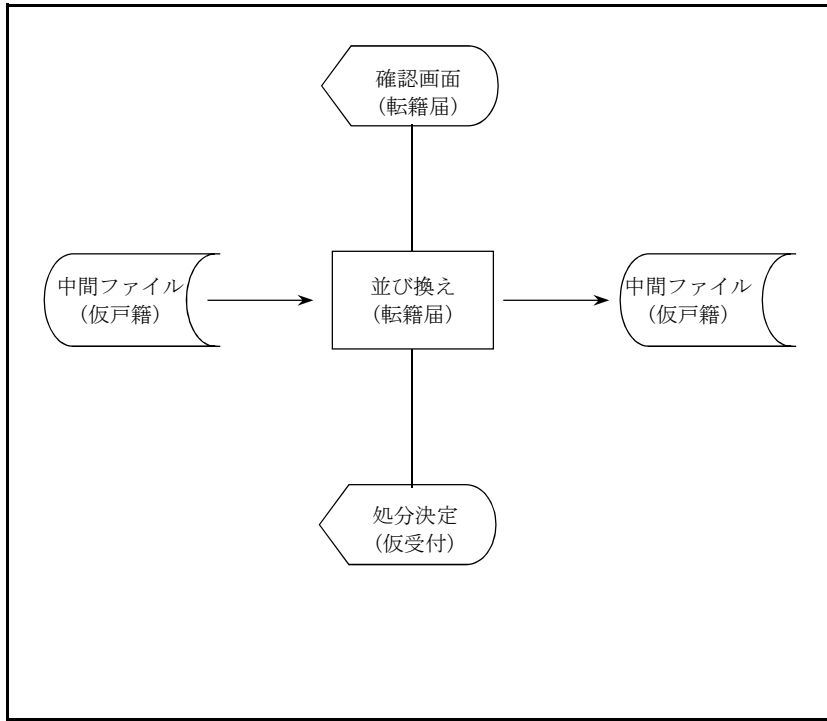 確認画面
(転籍届)
中間ファイル
(仮戸籍)
並び換え
(転籍届)
中間ファイル
(仮戸籍)
処分決定
(仮受付)